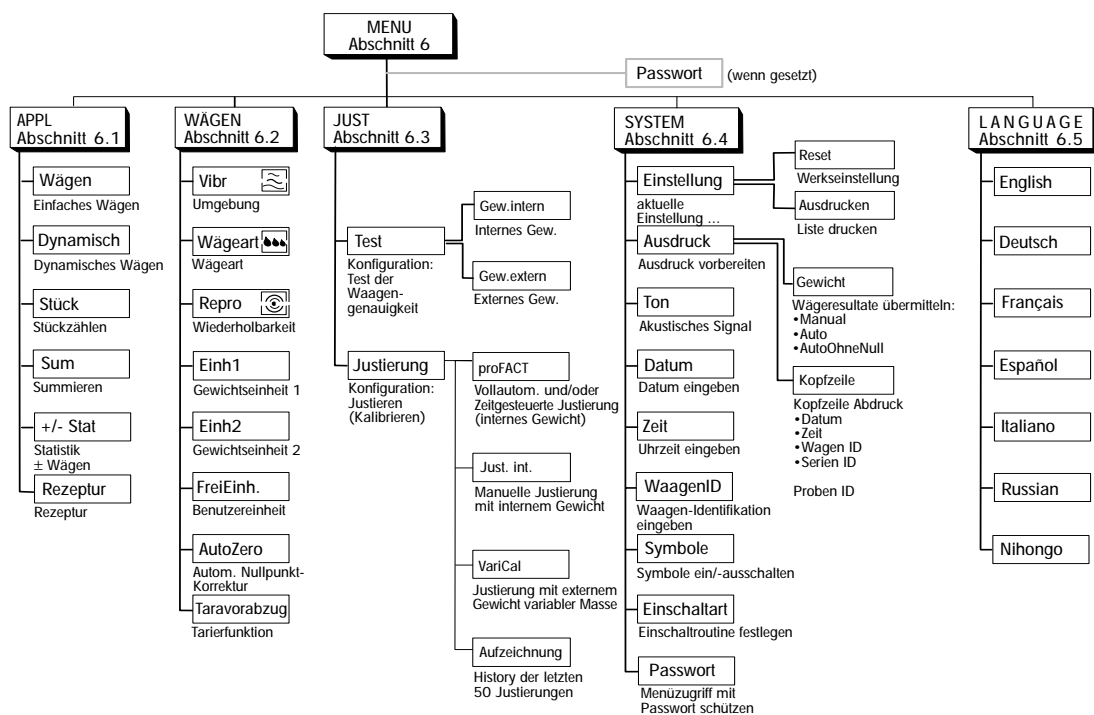 MENU
Abschnitt 6
Passwort (wenn gesetzt)
APPL
Abschnitt 6.1
Wägen
Einfaches Wägen
Dynamisch
Dynamisches Wägen
Stück
Stückzählen
Sum
Summieren
+/- Stat
Statistik
± Wägen
Rezeptur
Rezeptur
WÄGEN
Abschnitt 6.2
Vibr
Umgebung
Wägeart
Wägeart
Repro
Wiederholbarkeit
Einh1
Gewichtseinheit 1
Einh2
Gewichtseinheit 2
FreiEinh.
Benutzereinheit
AutoZero
Autom. Nullpunkt-
Korrektur
Taravorabzug
Tarierfunktion
JUST
Abschnitt 6.3
Test
Konfiguration:
Test der
Waagen-
genauigkeit
Gew.intern
Internes Gew.
Gew.extern
Externes Gew.
Justierung
Konfiguration:
Justieren
(Kalibrieren)
proFACT
Vollautom. und/oder
Zeitgesteuerte Justierung
(internes Gewicht)
Just. int.
Manuelle Justierung
mit internem Gewicht
VariCal
Justierung mit externem
Gewicht variabler Masse
Aufzeichnung
History der letzten
50 Justierungen
SYSTEM
Abschnitt 6.4
Einstellung
aktuelle
Einstellung ...
Reset
Werkseinstellung
Ausdrucken
Liste drucken
Ausdruck
Ausdruck vorbereiten
Gewicht
Wägeresultate übermitteln:
•Manual
•Auto
•AutoOhneNull
Kopfzeile
Kopfzeile Abdruck
•Datum
•Zeit
•Wagen ID
•Serien ID
Proben ID
Ton
Akustisches Signal
Datum
Datum eingeben
Zeit
Uhrzeit eingeben
WaagenID
Waagen-Identifikation
eingeben
Symbole
Symbole ein/-ausschalten
Einschaltart
Einschaltroutine festlegen
Passwort
Menüzugriff mit
Passwort schützen
LANGUAGE
Abschnitt 6.5
English
Deutsch
Français
Español
Italiano
Russian
Nihongo